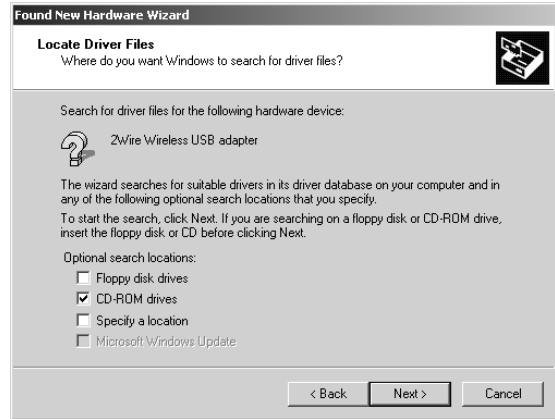 Found New Hardware Wizard
Locate Driver Files
Where do you want Windows to search for driver files?
Search for driver files for the following hardware device:
2Wire Wireless USB adapter
The wizard searches for suitable drivers in its driver database on your computer and in
any of the following optional search locations that you specify.
To start the search, click Next. If you are searching on a floppy disk or CD-ROM drive,
insert the floppy disk or CD before clicking Next.
Optional search locations:
Floppy disk drives
CD-ROM drives
Specify a location
Microsoft Windows Update
< Back Next > Cancel